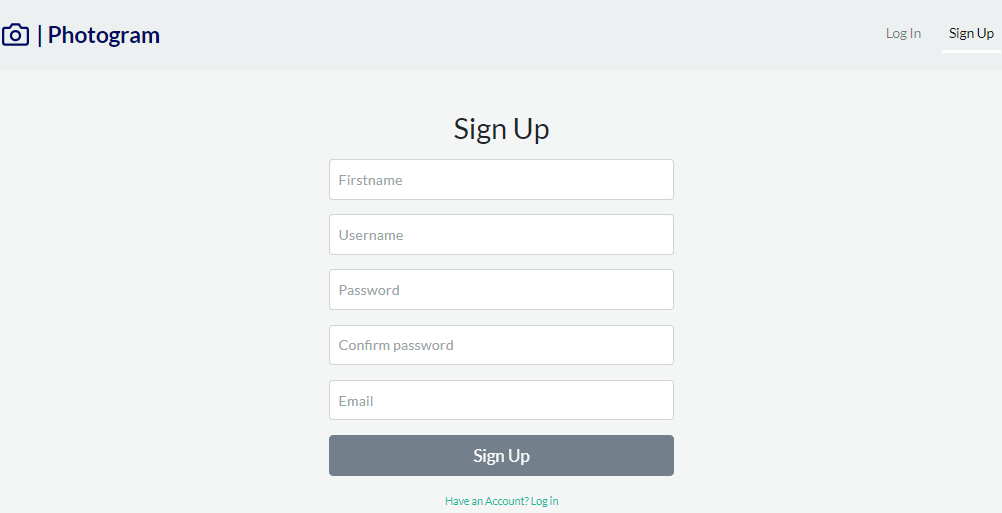 | Photogram
Log In
Sign Up
Sign Up
Firstname
Username
Password
Confirm password
Email
Sign Up
Have an Account? Log in